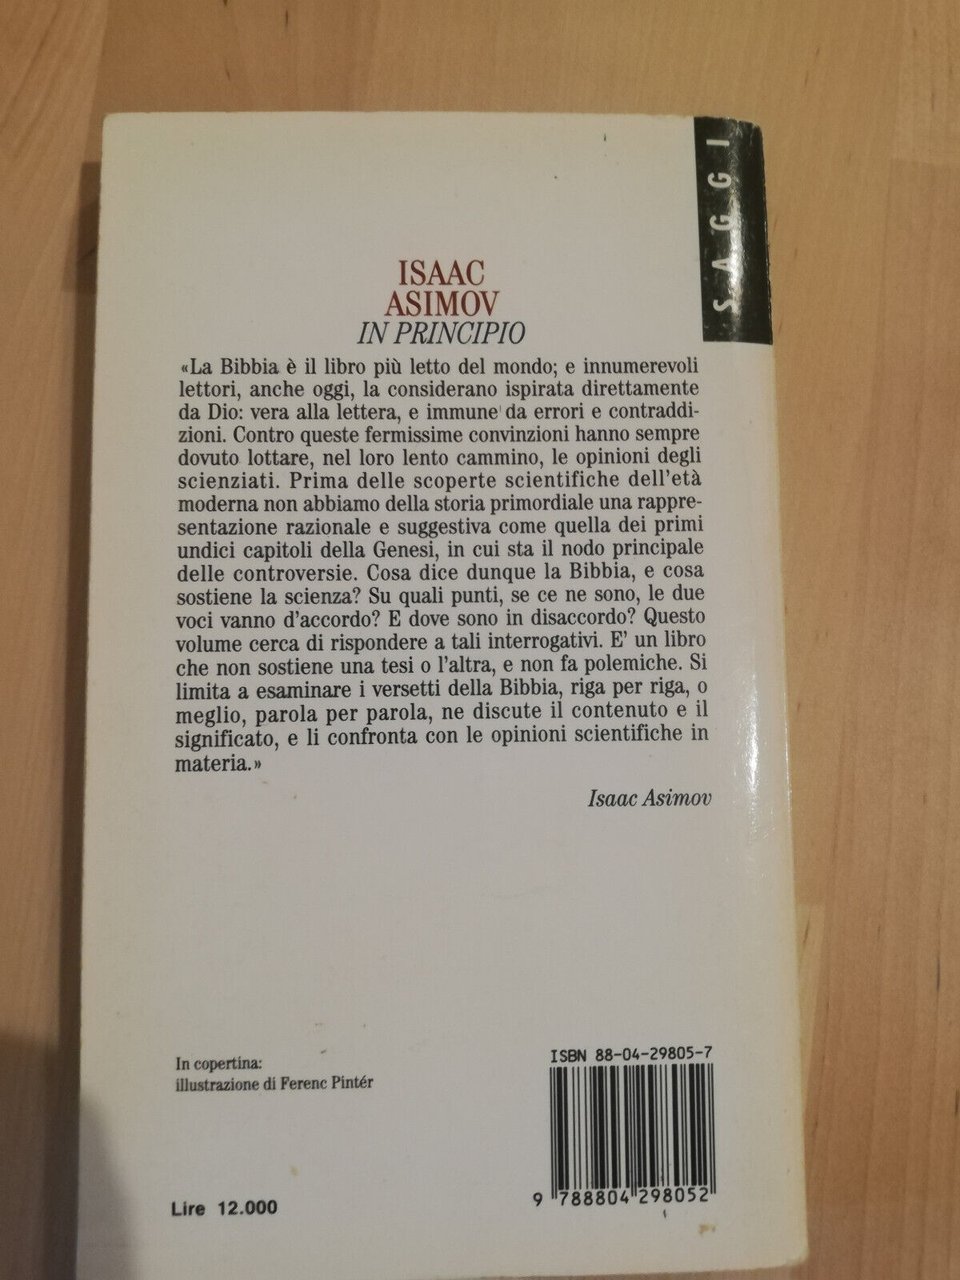 SAGGI
ISAAC
ASIMOV
IN PRINCIPIO
«La Bibbia è il libro più letto del mondo; e innumerevoli
lettori, anche oggi, la considerano ispirata direttamente
da Dio: vera alla lettera, e immune da errori e contraddi-
zioni. Contro queste fermissime convinzioni hanno sempre
dovuto lottare, nel loro lento cammino, le opinioni degli
scienziati. Prima delle scoperte scientifiche dell'età
moderna non abbiamo della storia primordiale una rappre-
sentazione razionale e suggestiva come quella dei primi
undici capitoli della Genesi, in cui sta il nodo principale
delle controversie. Cosa dice dunque la Bibbia, e cosa
sostiene la scienza? Su quali punti, se ce ne sono, le due
voci vanno d'accordo? E dove sono in disaccordo? Questo
volume cerca di rispondere a tali interrogativi. E' un libro
che non sostiene una tesi o l'altra, e non fa polemiche. Si
limita a esaminare i versetti della Bibbia, riga per riga, o
meglio, parola per parola, ne discute il contenuto e il
significato, e li confronta con le opinioni scientifiche in
materia.»
Isaac Asimov
In copertina:
illustrazione di Ferenc Pintér
ISBN 88-04-29805-7
9 788804 298052
Lire 12.000